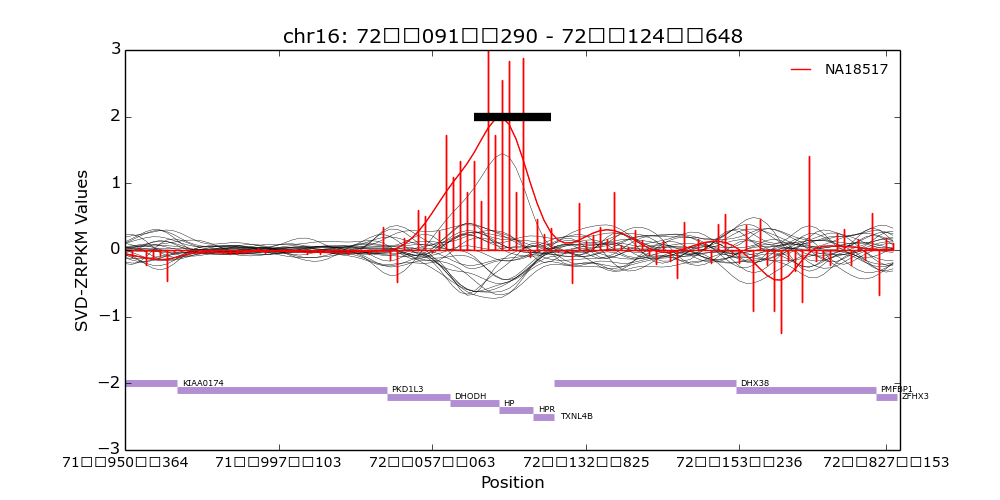 chr16: 72□□091□□290 - 72□□124□□648
NA18517
SVD-ZRPKM Values
3
2
1
0
−1
−2
−3
KIAA0174
PKD1L3
DHODH
HP
HPR
TXNL4B
DHX38
PMFBP1
ZFHX3
71□□950□□364 71□□997□□103 72□□057□□063 72□□132□□825 72□□153□□236 72□□827□□153
Position